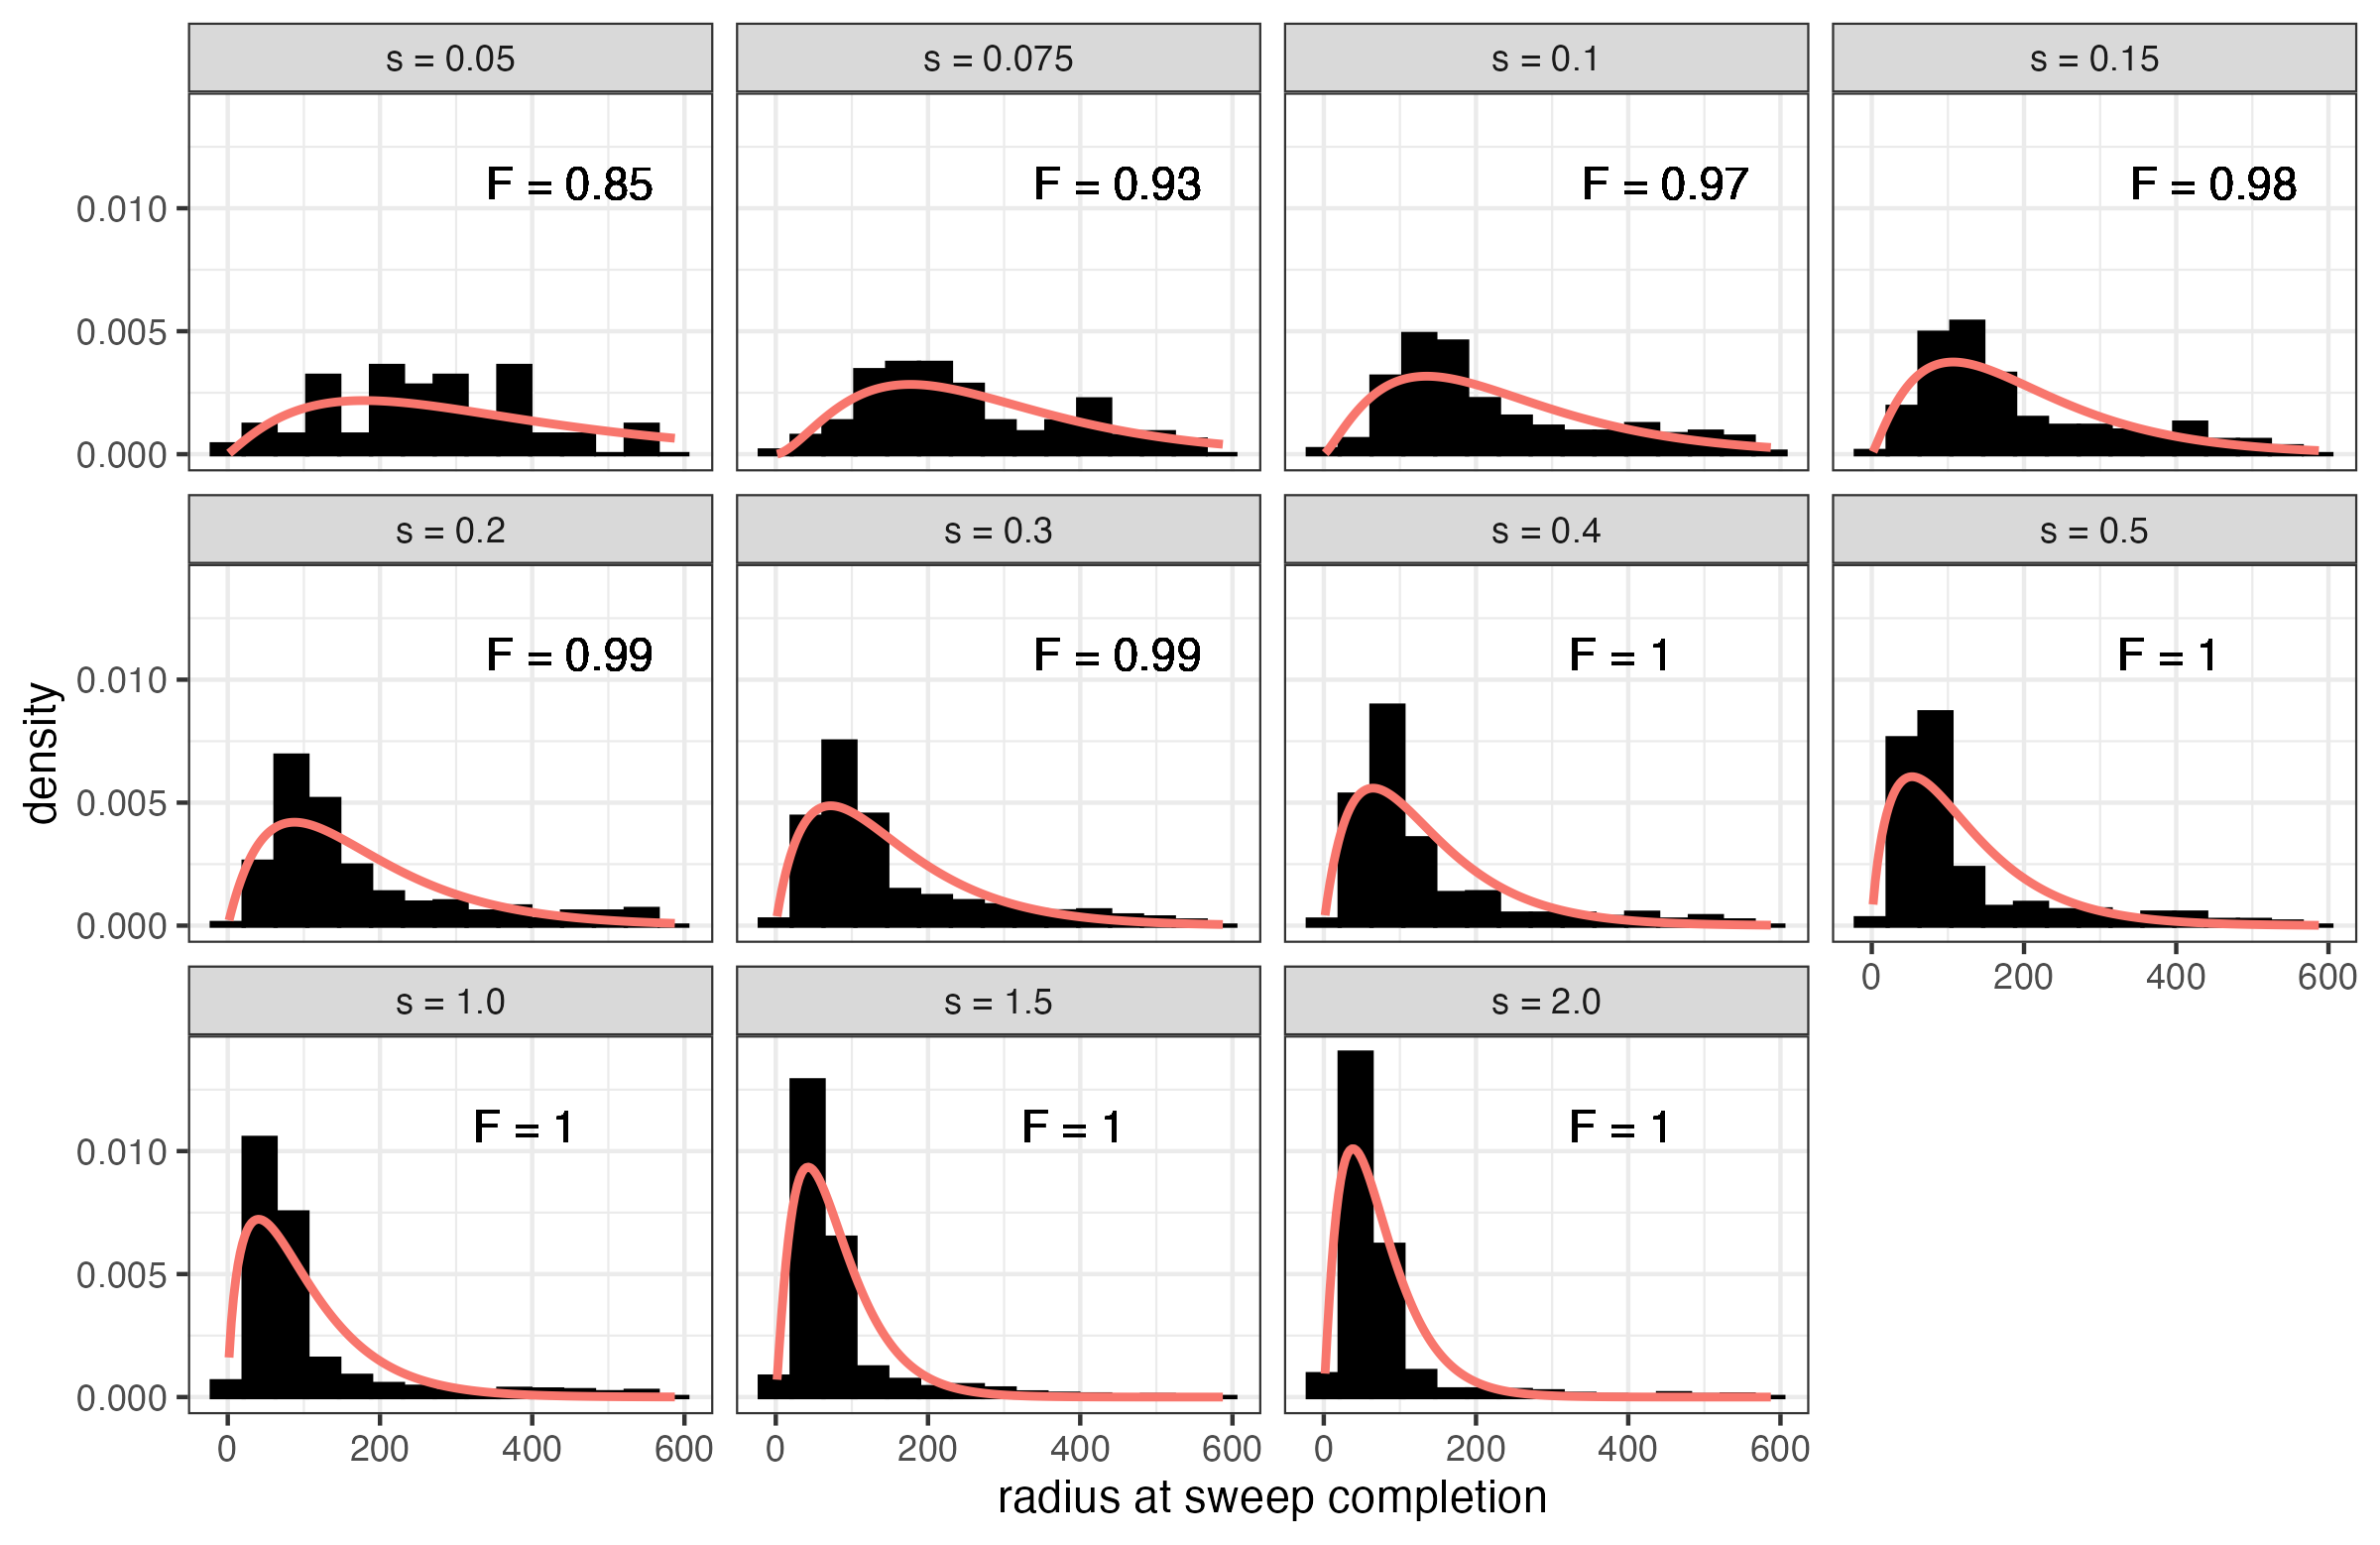 s = 0.05
s = 0.075
s = 0.1
s = 0.15
F = 0.85
F = 0.93
F = 0.97
F = 0.98
0.010
0.005
0.000
s = 0.2
s = 0.3
s = 0.4
s = 0.5
F = 0.99
F = 0.99
F = 1
F = 1
0.010
0.005
0.000
density
0 200 400 600
s = 1.0
s = 1.5
s = 2.0
F = 1
F = 1
F = 1
0.010
0.005
0.000
0 200 400 600
0 200 400 600
0 200 400 600
radius at sweep completion